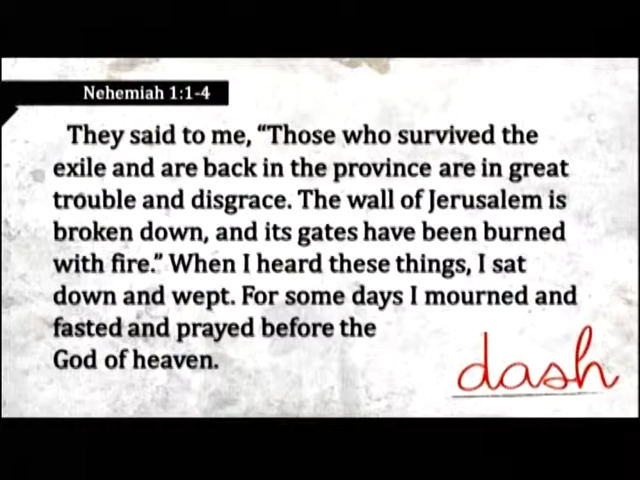 Nehemiah 1:1-4
They said to me, “Those who survived the
exile and are back in the province are in great
trouble and disgrace. The wall of Jerusalem is
broken down, and its gates have been burned
with fire.” When I heard these things, I sat
down and wept. For some days I mourned and
fasted and prayed before the
God of heaven.
dash